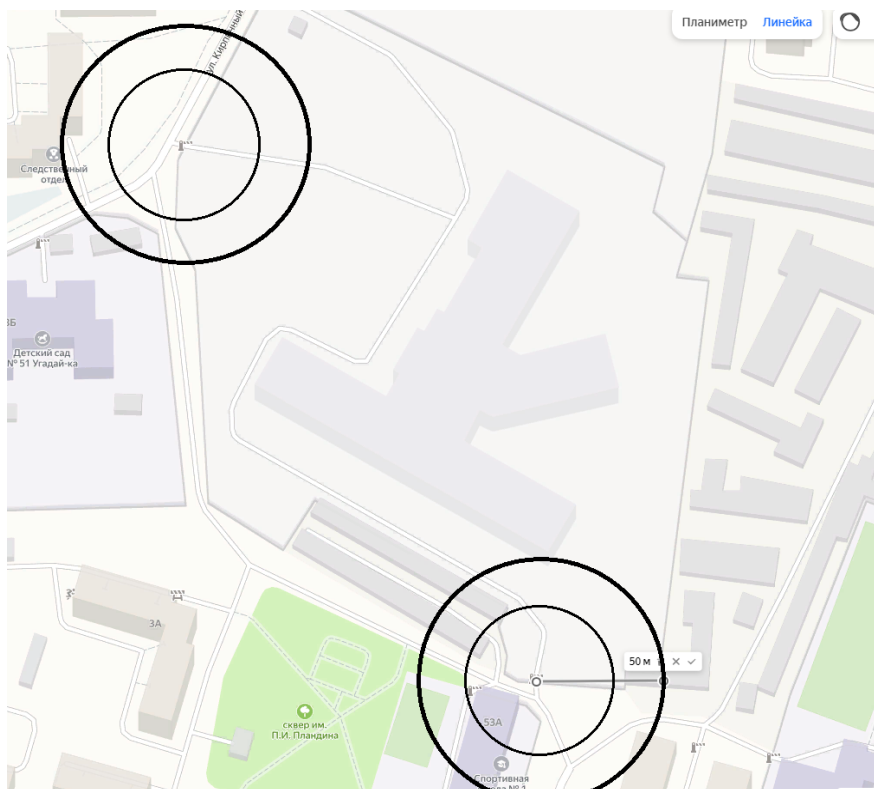 Планиметр Линейка
ул. Кирпичный
Следственный
отдел
3Б
Детский сад
№ 51 Угадай-ка
3А
50 м
сквер им.
П.И. Пландина
53А
Спортивная